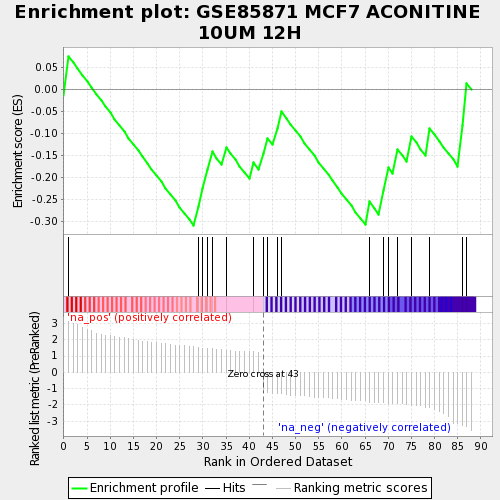 Enrichment plot: GSE85871 MCF7 ACONITINE
10UM 12H
Enrichment score (ES)
0.05
0.00
-0.05
-0.10
-0.15
-0.20
-0.25
-0.30
'na_pos' (positively correlated)
Ranked list metric (PreRanked)
3
2
1
0
-1
-2
-3
Zero cross at 43
'na_neg' (negatively correlated)
0 5 10 15 20 25 30 35 40 45 50 55 60 65 70 75 80 85 90
Rank in Ordered Dataset
Enrichment profile Hits Ranking metric scores